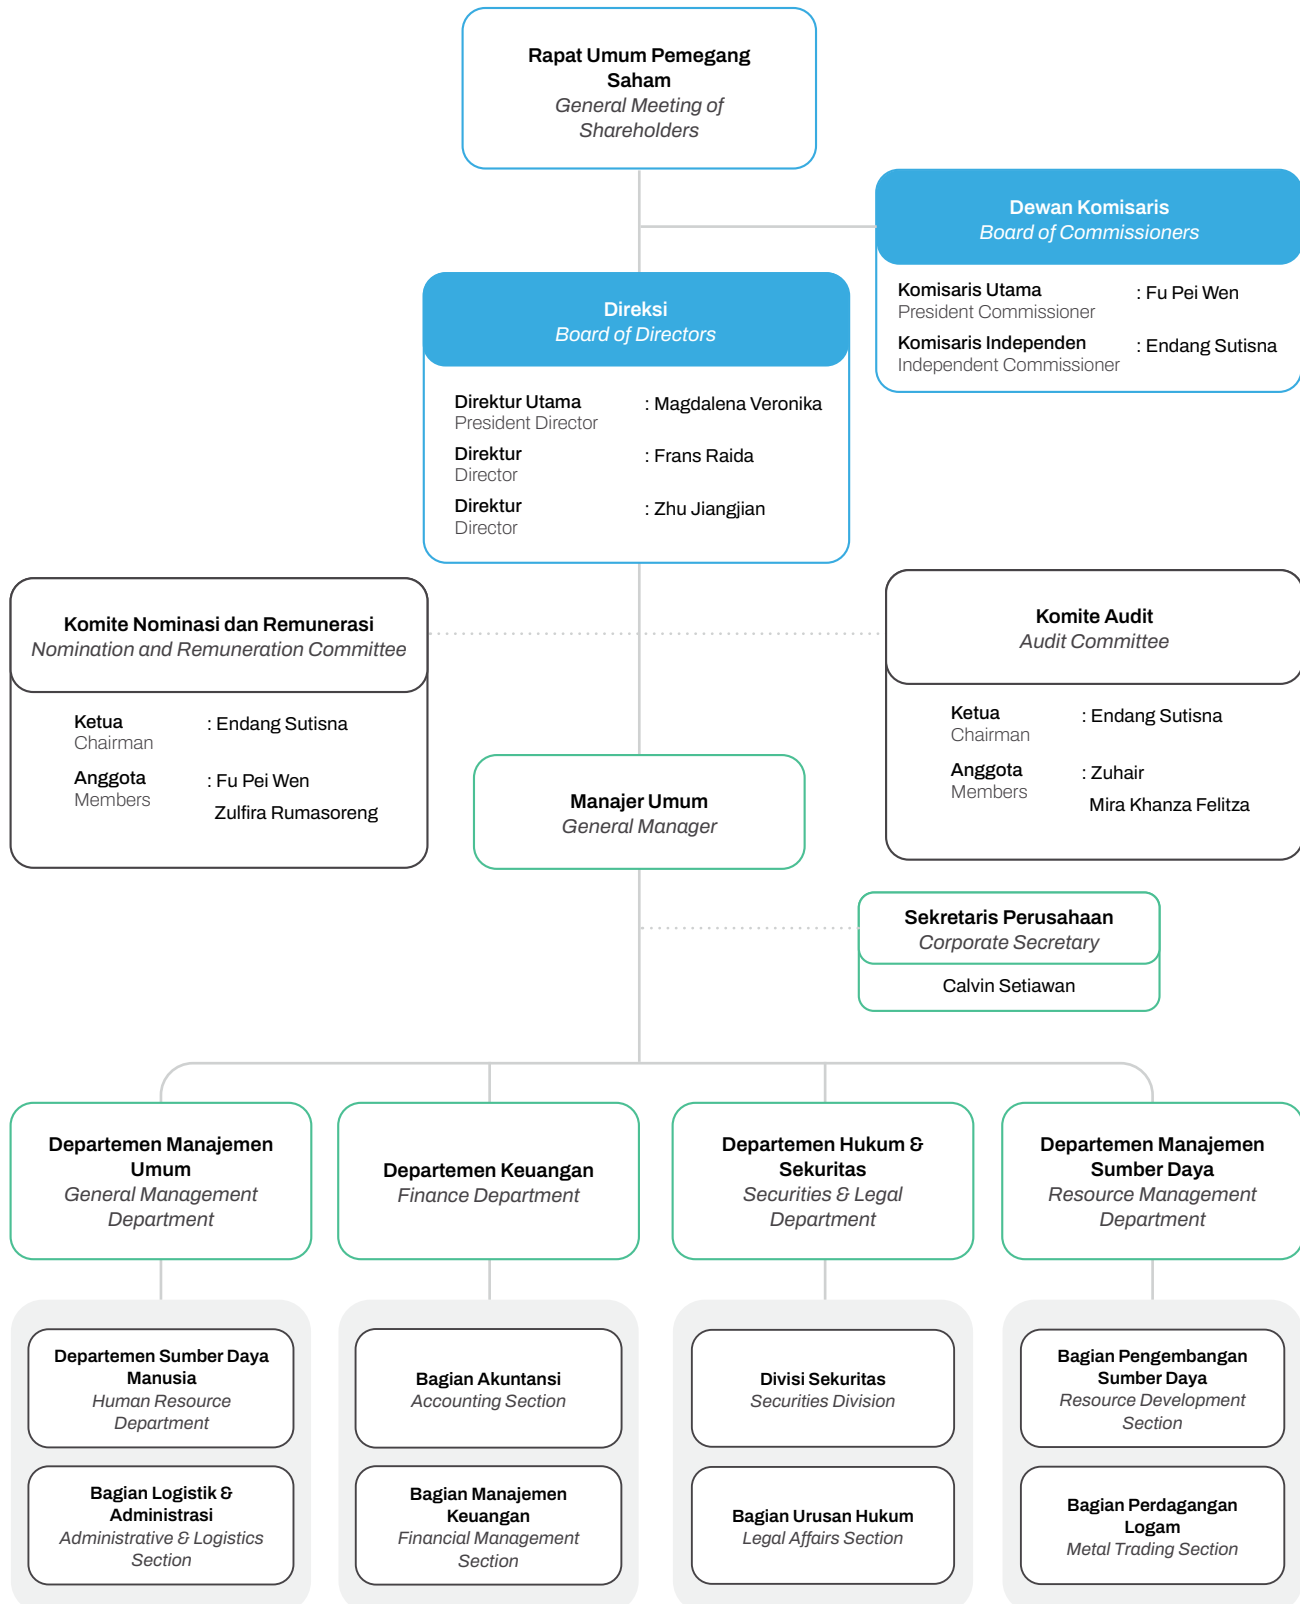 Rapat Umum Pemegang
Saham
General Meeting of
Shareholders
Dewan Komisaris
Board of Commissioners
Komisaris Utama : Fu Pei Wen
President Commissioner
Komisaris Independen : Endang Sutisna
Independent Commissioner
Direksi
Board of Directors
Direktur Utama : Magdalena Veronika
President Director
Direktur : Frans Raida
Director
Direktur : Zhu Jiangjian
Director
Komite Nominasi dan Remunerasi
Nomination and Remuneration Committee
Ketua : Endang Sutisna
Chairman
Anggota : Fu Pei Wen
Members
Zulfira Rumasoreng
Komite Audit
Audit Committee
Ketua : Endang Sutisna
Chairman
Anggota : Zuhair
Members
Mira Khanza Felitza
Manajer Umum
General Manager
Sekretaris Perusahaan
Corporate Secretary
Calvin Setiawan
Departemen Manajemen
Umum
General Management
Department
Departemen Keuangan
Finance Department
Departemen Hukum &
Sekuritas
Securities & Legal
Department
Departemen Manajemen
Sumber Daya
Resource Management
Department
Departemen Sumber Daya
Manusia
Human Resource
Department
Bagian Akuntansi
Accounting Section
Divisi Sekuritas
Securities Division
Bagian Pengembangan
Sumber Daya
Resource Development
Section
Bagian Logistik &
Administrasi
Administrative & Logistics
Section
Bagian Manajemen
Keuangan
Financial Management
Section
Bagian Urusan Hukum
Legal Affairs Section
Bagian Perdagangan
Logam
Metal Trading Section